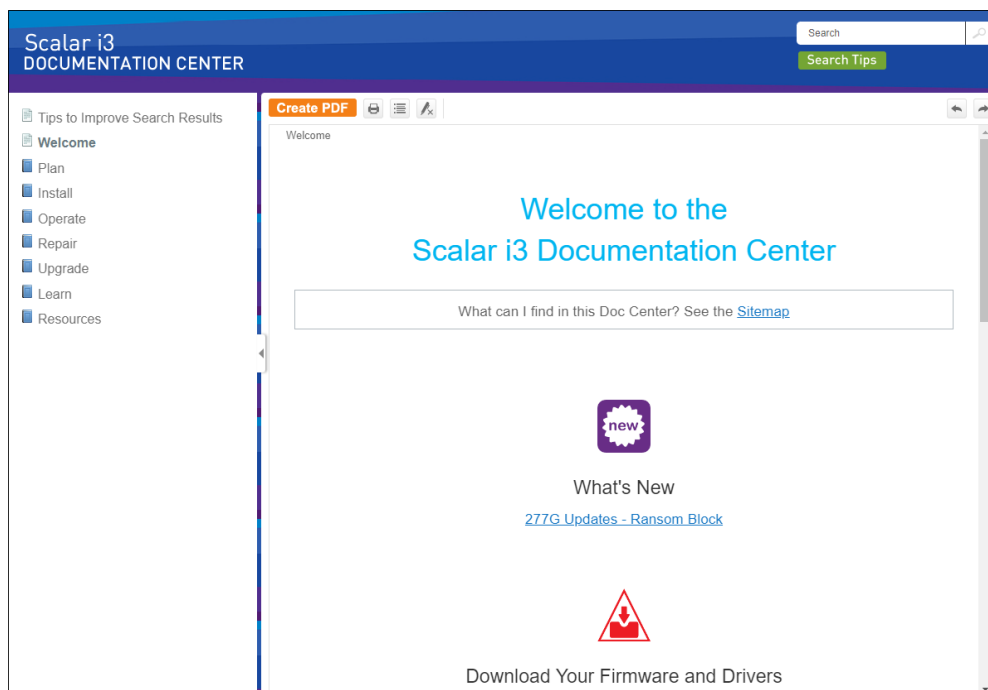 Scalar i3
DOCUMENTATION CENTER
Search
Search Tips
Tips to Improve Search Results
Welcome
Plan
Install
Operate
Repair
Upgrade
Learn
Resources
Create PDF
Welcome
Welcome to the
Scalar i3 Documentation Center
What can I find in this Doc Center? See the Sitemap
new
What's New
277G Updates - Ransom Block
Download Your Firmware and Drivers